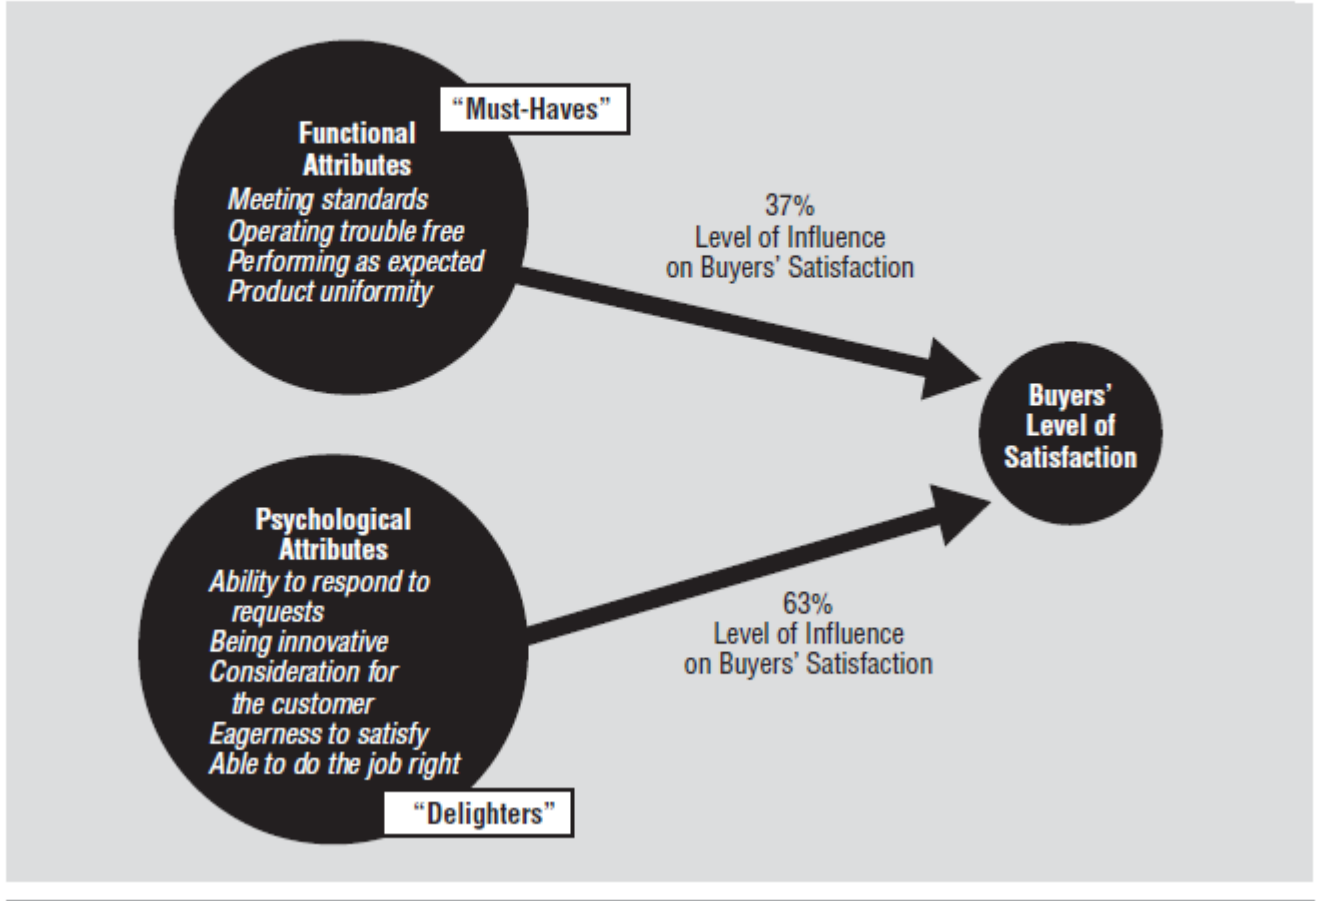 “Must-Haves”
Functional
Attributes
Meeting standards
Operating trouble free
Performing as expected
Product uniformity
37%
Level of Influence
on Buyers’ Satisfaction
Buyers’
Level of
Satisfaction
Psychological
Attributes
Ability to respond to
requests
Being innovative
Consideration for
the customer
Eagerness to satisfy
Able to do the job right
63%
Level of Influence
on Buyers’ Satisfaction
“Delighters”